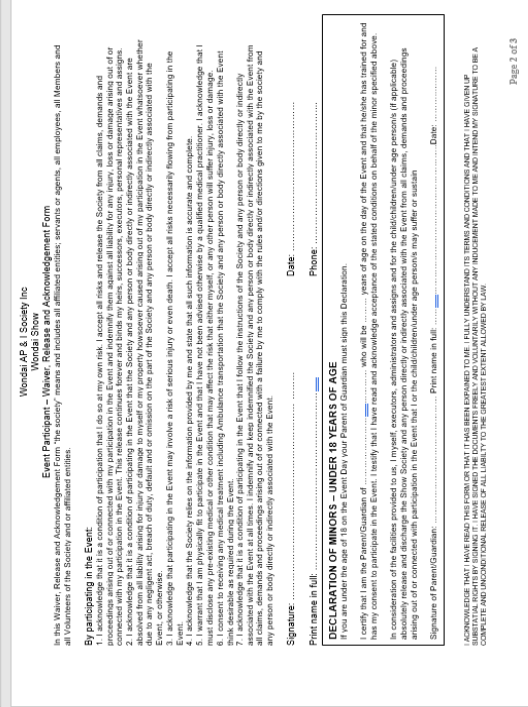 Wondai AP & I Society Inc
Wondai Show
Event Participant – Waiver, Release and Acknowledgement Form
In this Waiver, Release and Acknowledgement Form "the society" means and includes all affiliated entities; servants or agents, all employees, all Members and
all Volunteers of the Society and or affiliated entities.
By participating in the Event:
1. I acknowledge that it is a condition of participation that I do so at my own risk. I accept all risks and release the Society from all claims, demands and
proceedings arising out of or connected with my participation in the Event and indemnify them against all liability for any injury, loss or damage arising out of or
connected with my participation in the Event. This release continues forever and binds my heirs, successors, executors, personal representatives and assigns.
2. I acknowledge that it is a condition of participating in the Event that the Society and any person or body directly or indirectly associated with the Event are
absolved from all liability arising for injury or damage to myself or my property howsoever caused arising out of my participation in the Event whatsoever whether
due to any negligent act, breach of duty, default and or omission on the part of the Society and any person or body directly or indirectly associated with the
Event, or otherwise.
3. I acknowledge that participating in the Event may involve a risk of serious injury or even death. I accept all risks necessarily flowing from participating in the
Event.
4. I acknowledge that the Society relies on the information provided by me and state that all such information is accurate and complete.
5. I warrant that I am physically fit to participate in the Event and that I have not been advised otherwise by a qualified medical practitioner. I acknowledge that I
must disclose any pre-existing medical or other condition that may affect the risk that either myself, or any other person will suffer injury, loss or damage.
6. I consent to receiving any medical treatment including Ambulance transportation that the Society and any person or body directly associated with the Event
think desirable as required during the Event.
7. I acknowledge that it is a condition of participating in the Event that I follow the instructions of the Society and any person or body directly or indirectly
associated with the Event at all times. I indemnify and keep indemnified the Society and any person or body directly or indirectly associated with the Event from
all claims, demands and proceedings arising out of or connected with a failure by me to comply with the rules and/or directions given to me by the society and
any person or body directly or indirectly associated with the Event.
Signature: Date:
Print name in full: Phone:
DECLARATION OF MINORS – UNDER 18 YEARS OF AGE
If you are under the age of 18 on the Event Day your Parent of Guardian must sign this Declaration.
I certify that I am the Parent/Guardian of who will be years of age on the day of the Event and that he/she has trained for and
has my consent to participate in the Event. I testify that I have read and acknowledge acceptance of the stated conditions on behalf of the minor specified above.
In consideration of the facilities provided to us, I myself, executors, administrators and assigns and for the child/children/under age persons (if applicable)
absolutely release and discharge the Show Society and any person directly or indirectly associated with the Event from all claims, demands and proceedings
arising out of or connected with participation in the Event that I or the child/children/under age person/s may suffer or sustain
Signature of Parent/Guardian: Print name in full: Date:
I ACKNOWLEDGE THAT I HAVE READ THIS FORM OR THAT IT HAS BEEN EXPLAINED TO ME. I FULLY UNDERSTAND ITS TERMS AND CONDITIONS AND THAT I HAVE GIVEN UP
SUBSTANTIAL RIGHTS BY SIGNING IT. I HAVE SIGNED THE DOCUMENTS FREELY AND VOLUNTARILY WITHOUT ANY INDUCEMENT MADE TO ME AND INTEND MY SIGNATURE TO BE A
COMPLETE AND UNCONDITIONAL RELEASE OF ALL LIABILITY TO THE GREATEST EXTENT ALLOWED BY LAW.
Page 2 of 3